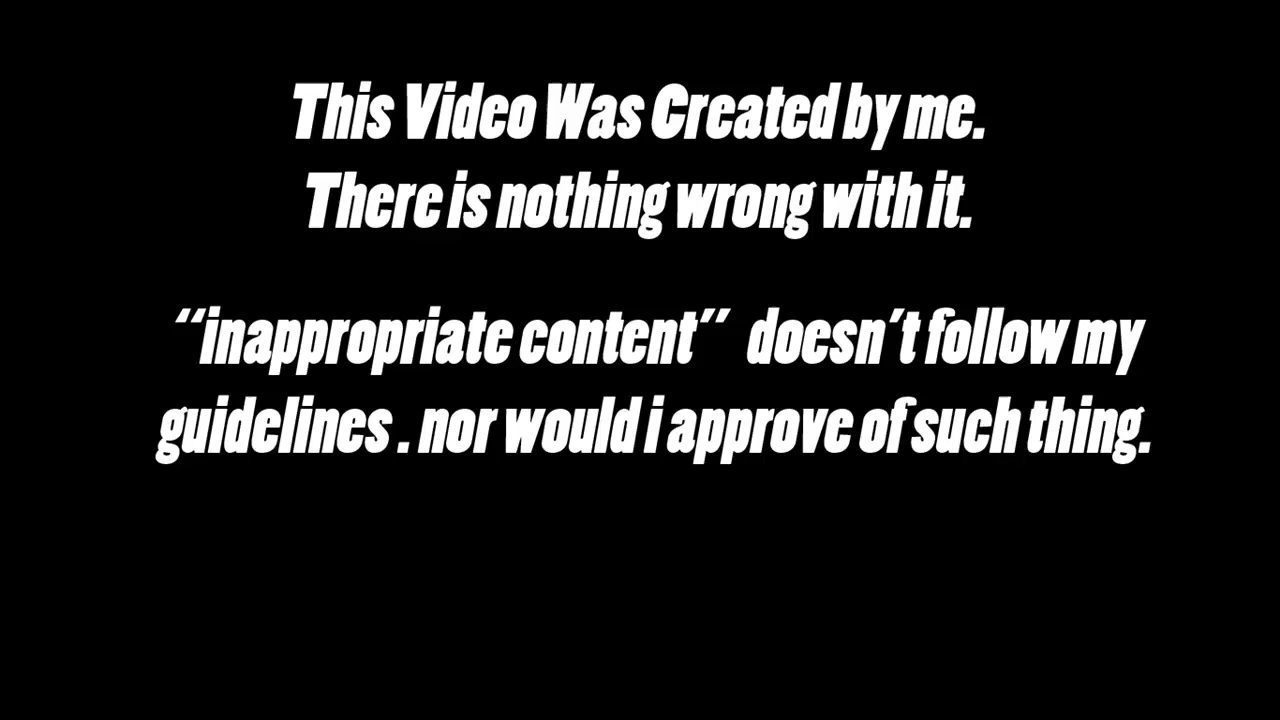 This Video Was Created by me.
There is nothing wrong with it.
“inappropriate content” doesn’t follow my
guidelines . nor would i approve of such thing.